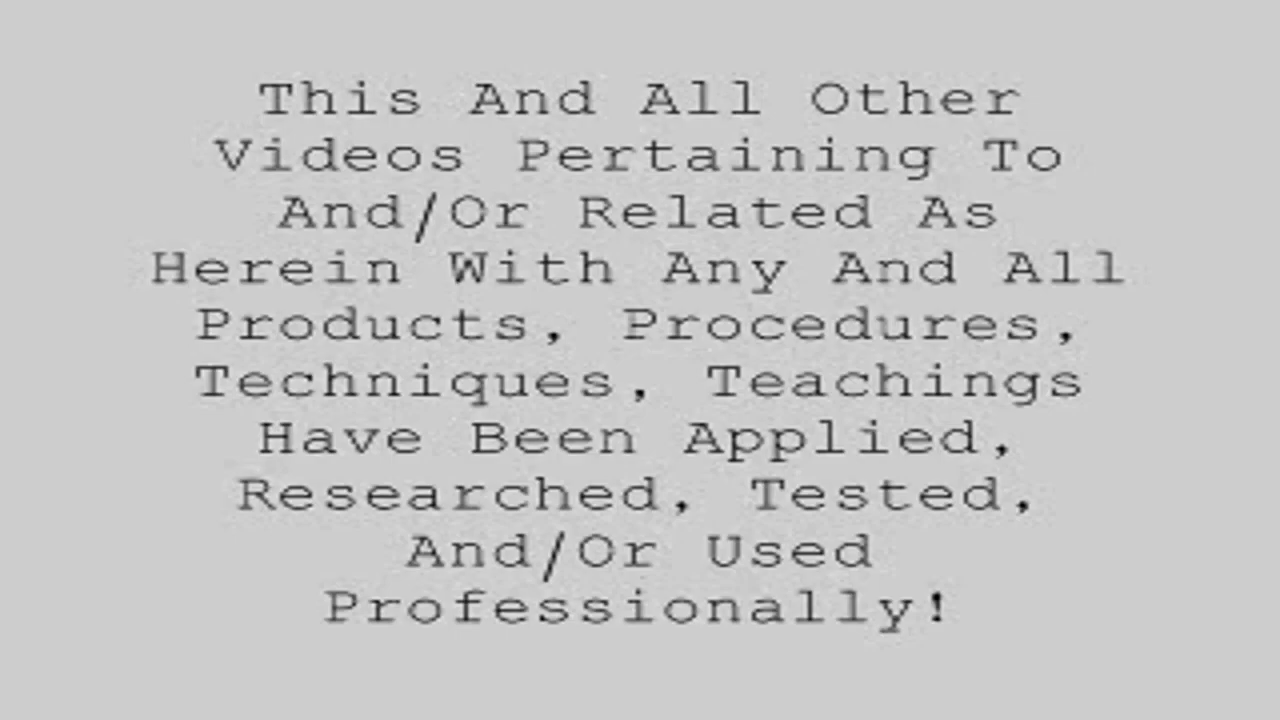 This And All Other
Videos Pertaining To
And/Or Related As
Herein With Any And All
Products, Procedures,
Techniques, Teachings
Have Been Applied,
Researched, Tested,
And/Or Used
Professionally!